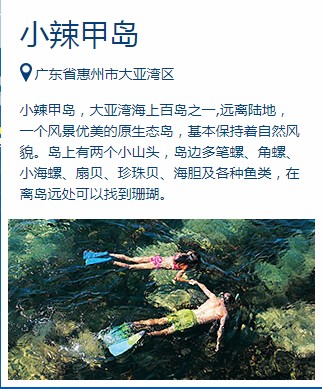 小辣甲岛
广东省惠州市大亚湾区
小辣甲岛，大亚湾海上百岛之一,远离陆地，
一个风景优美的原生态岛，基本保持着自然风
貌。岛上有两个小山头，岛边多笔螺、角螺、
小海螺、扇贝、珍珠贝、海胆及各种鱼类，在
离岛远处可以找到珊瑚。